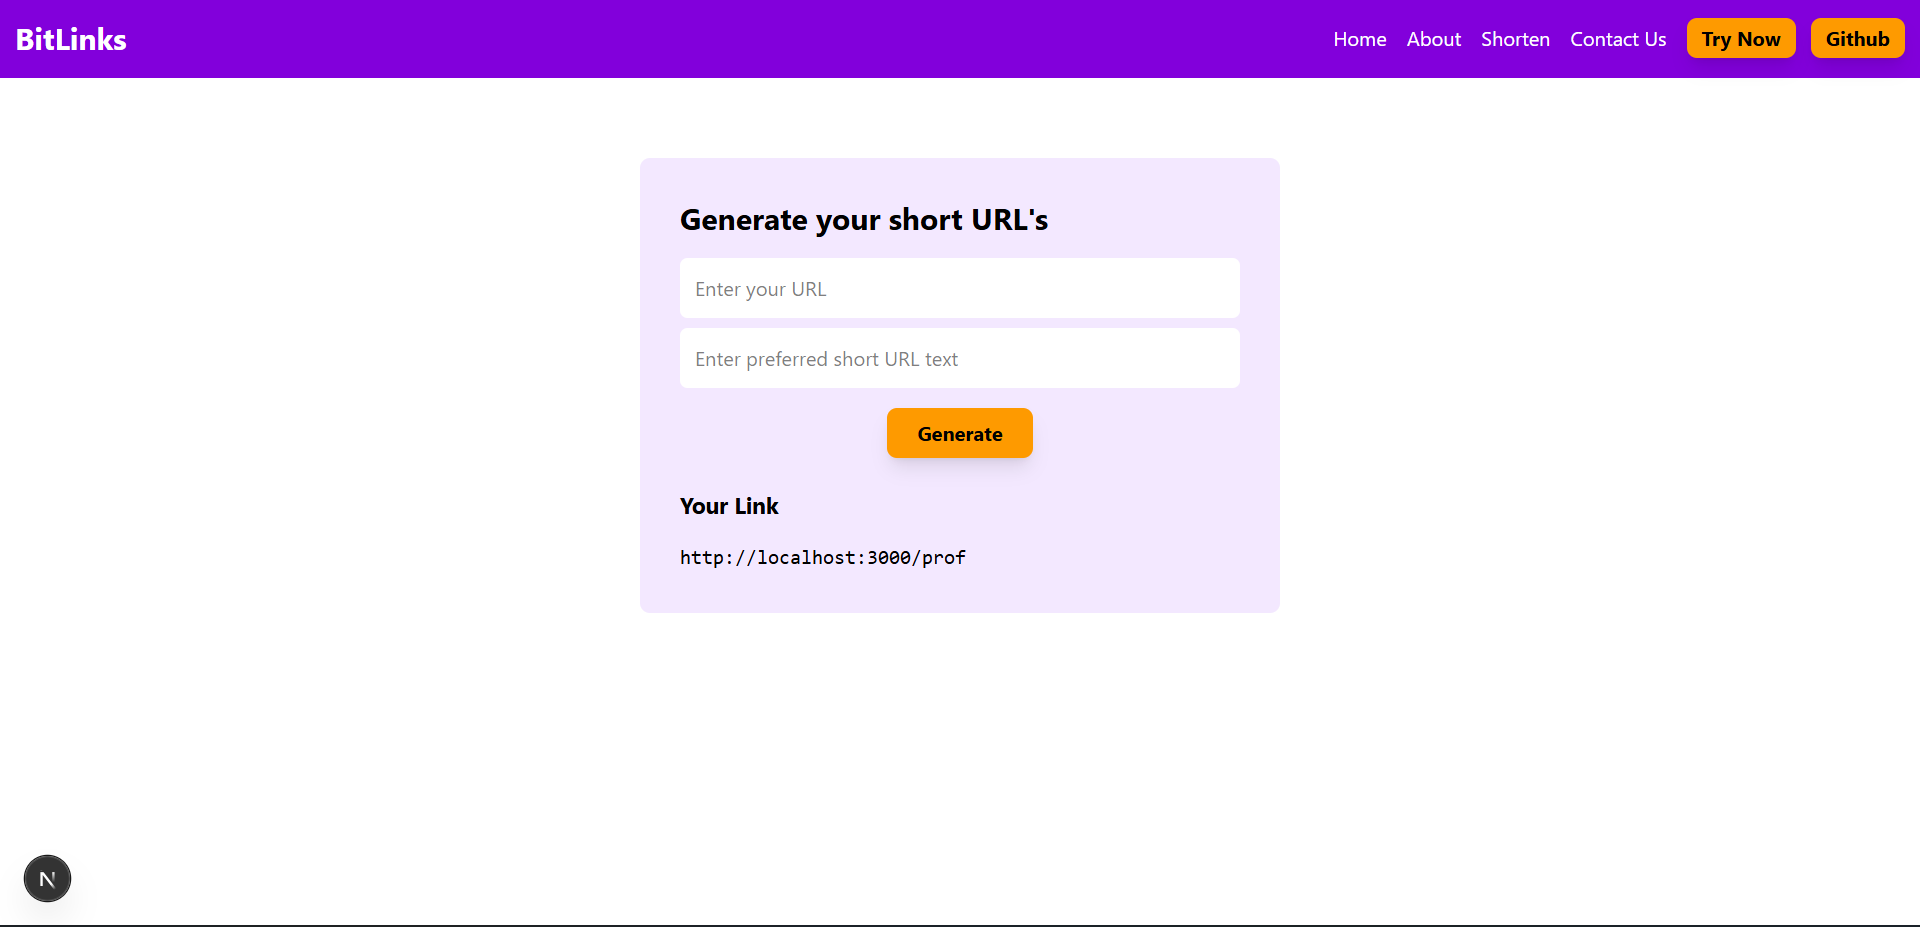 BitLinks
Home About Shorten Contact Us Try Now Github
Generate your short URL's
Enter your URL
Enter preferred short URL text
Generate
Your Link
http://localhost:3000/prof
N